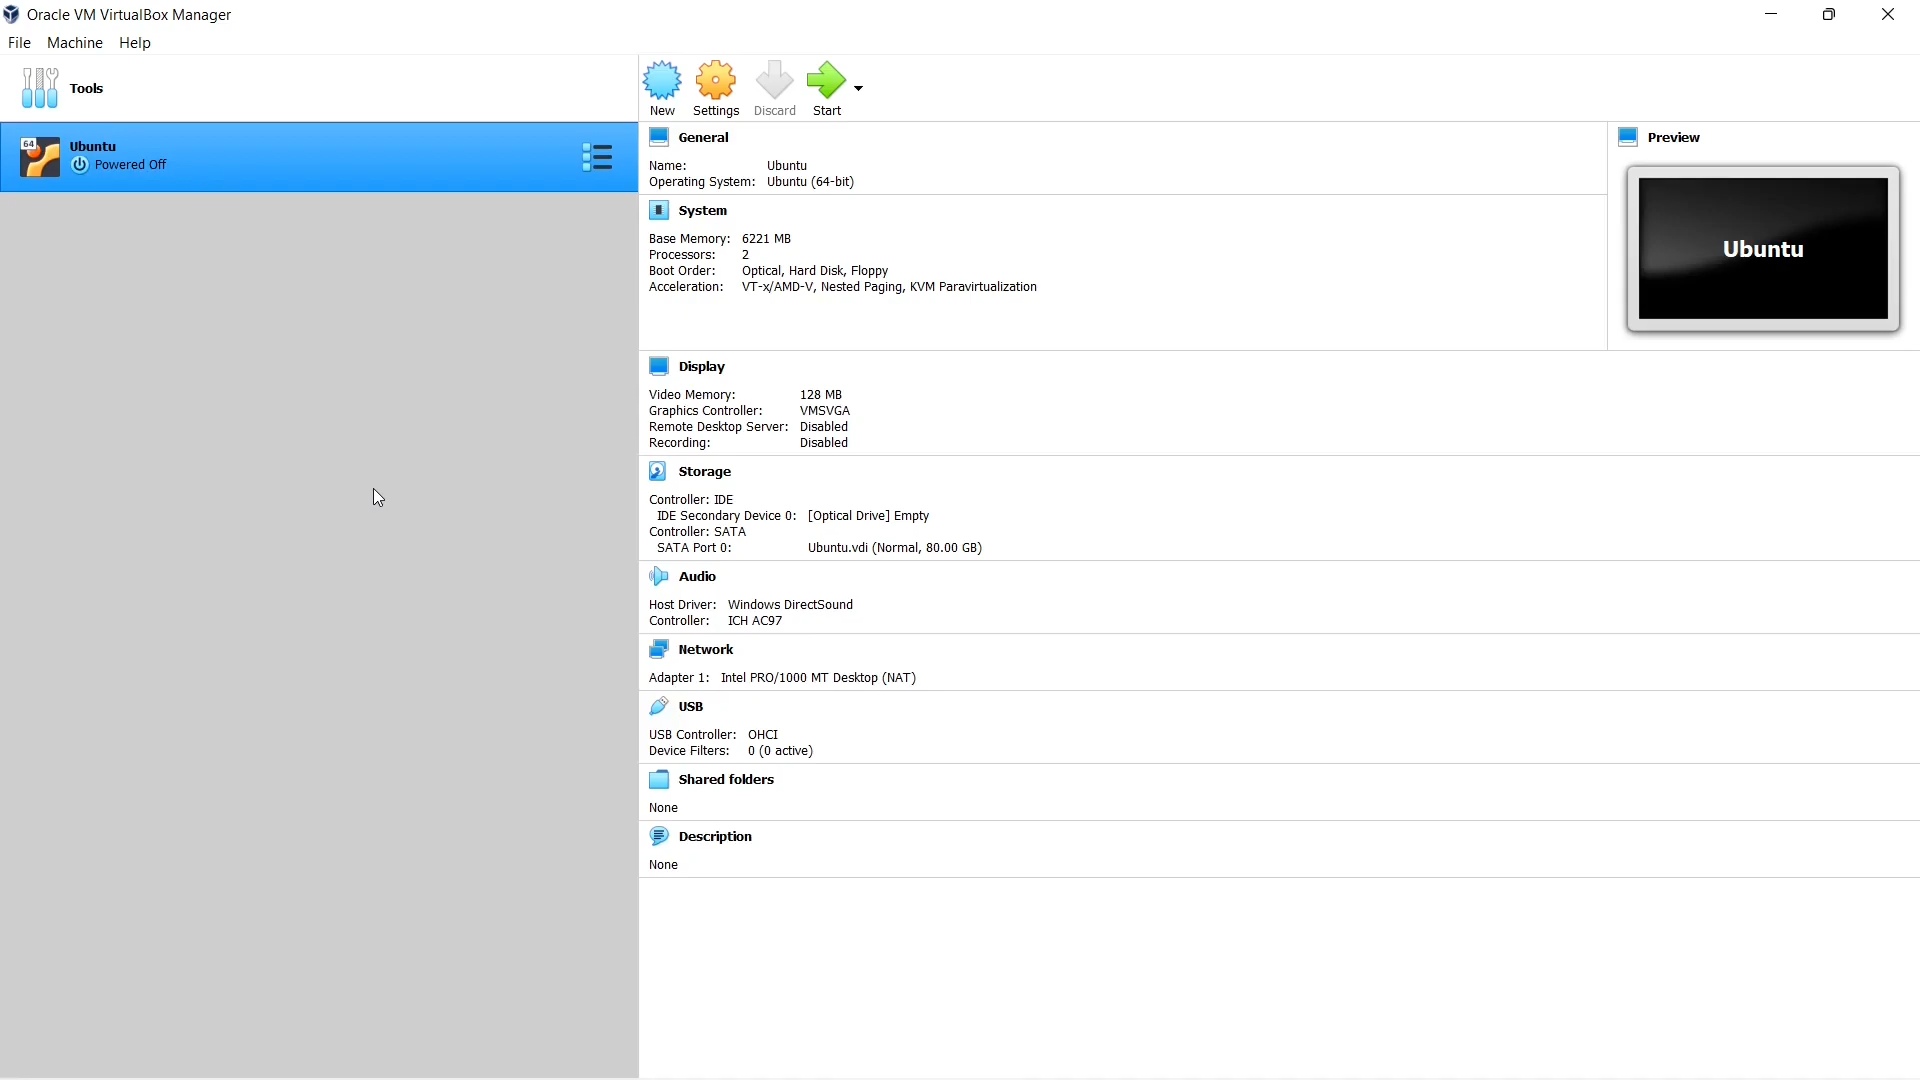 Oracle VM VirtualBox Manager
File Machine Help
Tools
New Settings Discard Start
64
Ubuntu
Powered Off
General
Name: Ubuntu
Operating System: Ubuntu (64-bit)
Preview
Ubuntu
System
Base Memory: 6221 MB
Processors: 2
Boot Order: Optical, Hard Disk, Floppy
Acceleration: VT-x/AMD-V, Nested Paging, KVM Paravirtualization
Display
Video Memory: 128 MB
Graphics Controller: VMSVGA
Remote Desktop Server: Disabled
Recording: Disabled
Storage
Controller: IDE
IDE Secondary Device 0: [Optical Drive] Empty
Controller: SATA
SATA Port 0: Ubuntu.vdi (Normal, 80.00 GB)
Audio
Host Driver: Windows DirectSound
Controller: ICH AC97
Network
Adapter 1: Intel PRO/1000 MT Desktop (NAT)
USB
USB Controller: OHCI
Device Filters: 0 (0 active)
Shared folders
None
Description
None